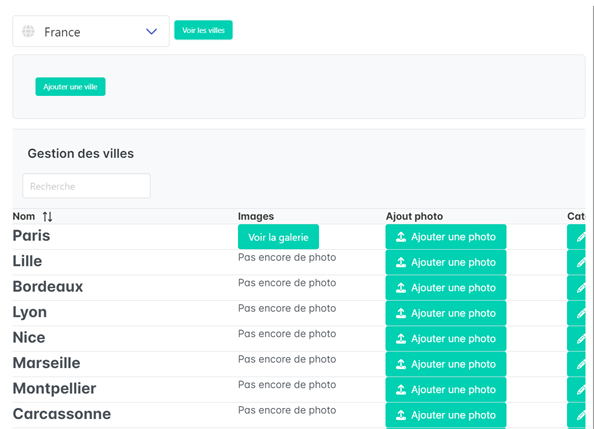 France
Voir les villes
Ajouter une ville
Gestion des villes
Recherche
Nom Images Ajout photo Cat
Paris Voir la galerie Ajouter une photo
Lille Pas encore de photo Ajouter une photo
Bordeaux Pas encore de photo Ajouter une photo
Lyon Pas encore de photo Ajouter une photo
Nice Pas encore de photo Ajouter une photo
Marseille Pas encore de photo Ajouter une photo
Montpellier Pas encore de photo Ajouter une photo
Carcassonne Pas encore de photo Ajouter une photo